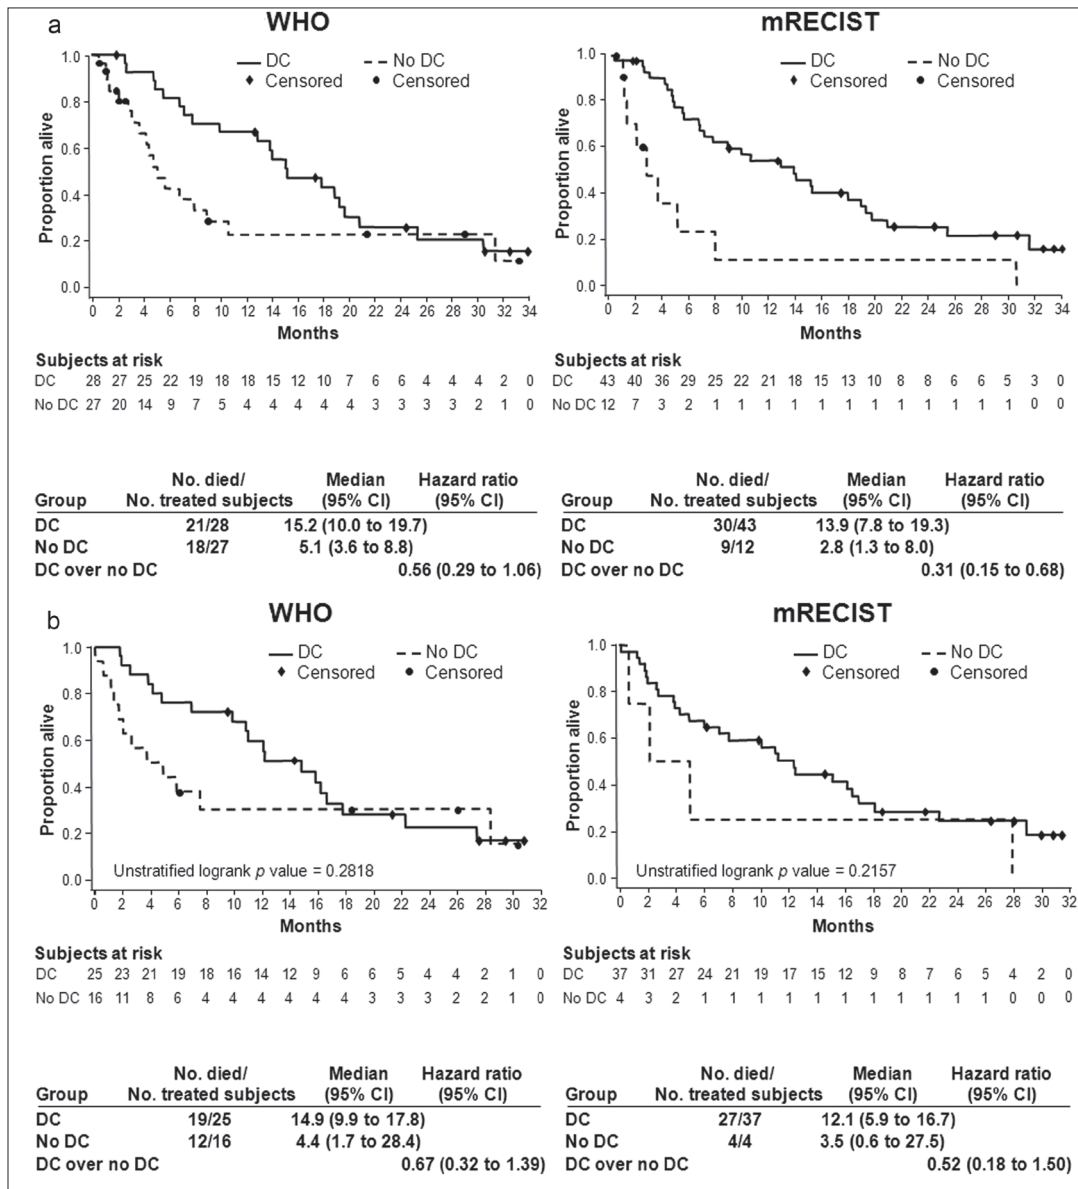 a
WHO
DC
No DC
Censored
Censored
Proportion alive
1.0
0.8
0.6
0.4
0.2
0.0
0 2 4 6 8 10 12 14 16 18 20 22 24 26 28 30 32 34
Months
Subjects at risk
DC 28 27 25 22 19 18 18 15 12 10 7 6 6 4 4 4 2 0
No DC 27 20 14 9 7 5 4 4 4 4 4 3 3 3 3 2 1 0
Group No. died/ No. treated subjects Median (95% CI) Hazard ratio (95% CI)
DC 21/28 15.2 (10.0 to 19.7)
No DC 18/27 5.1 (3.6 to 8.8)
DC over no DC 0.56 (0.29 to 1.06)
mRECIST
DC
No DC
Censored
Censored
Proportion alive
1.0
0.8
0.6
0.4
0.2
0.0
0 2 4 6 8 10 12 14 16 18 20 22 24 26 28 30 32 34
Months
Subjects at risk
DC 43 40 36 29 25 22 21 18 15 13 10 8 8 6 6 5 3 0
No DC 12 7 3 2 1 1 1 1 1 1 1 1 1 1 1 1 0 0
Group No. died/ No. treated subjects Median (95% CI) Hazard ratio (95% CI)
DC 30/43 13.9 (7.8 to 19.3)
No DC 9/12 2.8 (1.3 to 8.0)
DC over no DC 0.31 (0.15 to 0.68)
b
WHO
DC
No DC
Censored
Censored
Proportion alive
1.0
0.8
0.6
0.4
0.2
0.0
Unstratified logrank p value = 0.2818
0 2 4 6 8 10 12 14 16 18 20 22 24 26 28 30 32
Months
Subjects at risk
DC 25 23 21 19 18 16 14 12 9 6 6 5 4 4 2 1 0
No DC 16 11 8 6 4 4 4 4 4 4 3 3 3 2 2 1 0
Group No. died/ No. treated subjects Median (95% CI) Hazard ratio (95% CI)
DC 19/25 14.9 (9.9 to 17.8)
No DC 12/16 4.4 (1.7 to 28.4)
DC over no DC 0.67 (0.32 to 1.39)
mRECIST
DC
No DC
Censored
Censored
Proportion alive
1.0
0.8
0.6
0.4
0.2
0.0
Unstratified logrank p value = 0.2157
0 2 4 6 8 10 12 14 16 18 20 22 24 26 28 30 32
Months
Subjects at risk
DC 37 31 27 24 21 19 17 15 12 9 8 7 6 5 4 2 0
No DC 4 3 2 1 1 1 1 1 1 1 1 1 1 1 0 0 0
Group No. died/ No. treated subjects Median (95% CI) Hazard ratio (95% CI)
DC 27/37 12.1 (5.9 to 16.7)
No DC 4/4 3.5 (0.6 to 27.5)
DC over no DC 0.52 (0.18 to 1.50)